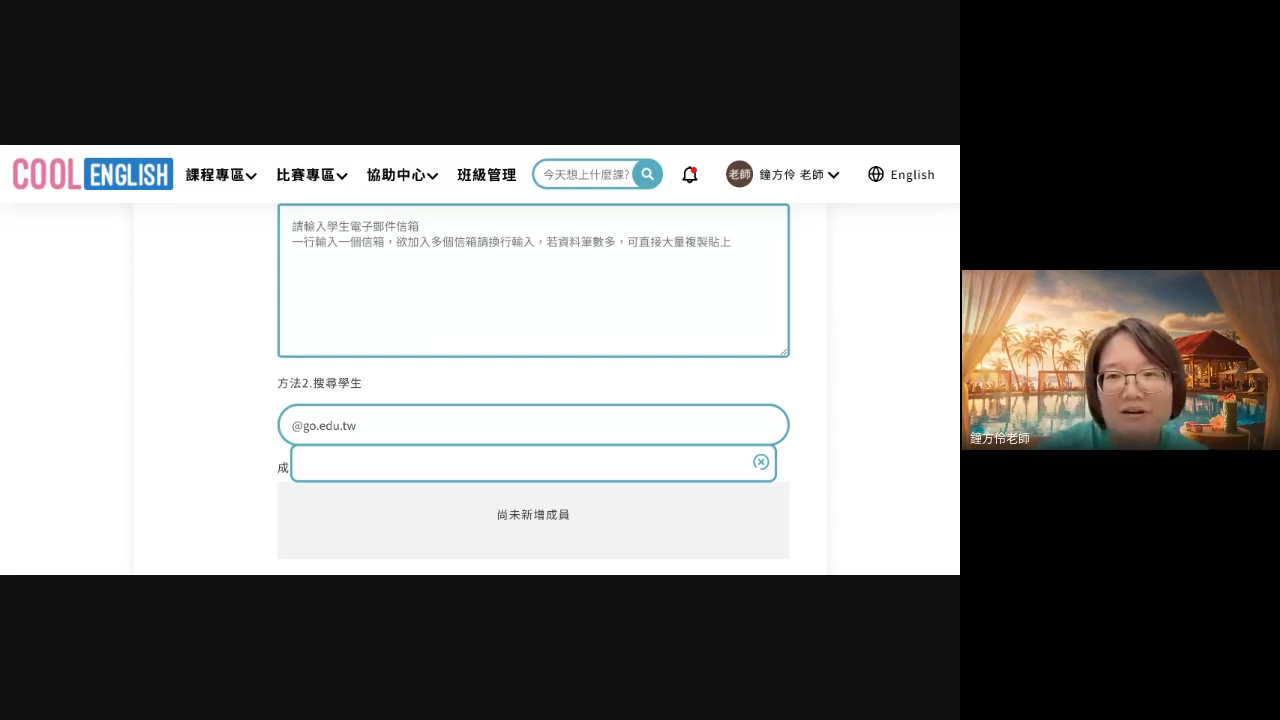 COOL ENGLISH 課程專區 比賽專區 協助中心 班級管理 今天想上什麼課? 老師 鐘方伶 老師 English
請輸入學生電子郵件信箱
一行輸入一個信箱，欲加入多個信箱請換行輸入，若資料筆數多，可直接大量複製貼上
方法2.搜尋學生
@go.edu.tw
成
尚未新增成員
鐘方伶老師